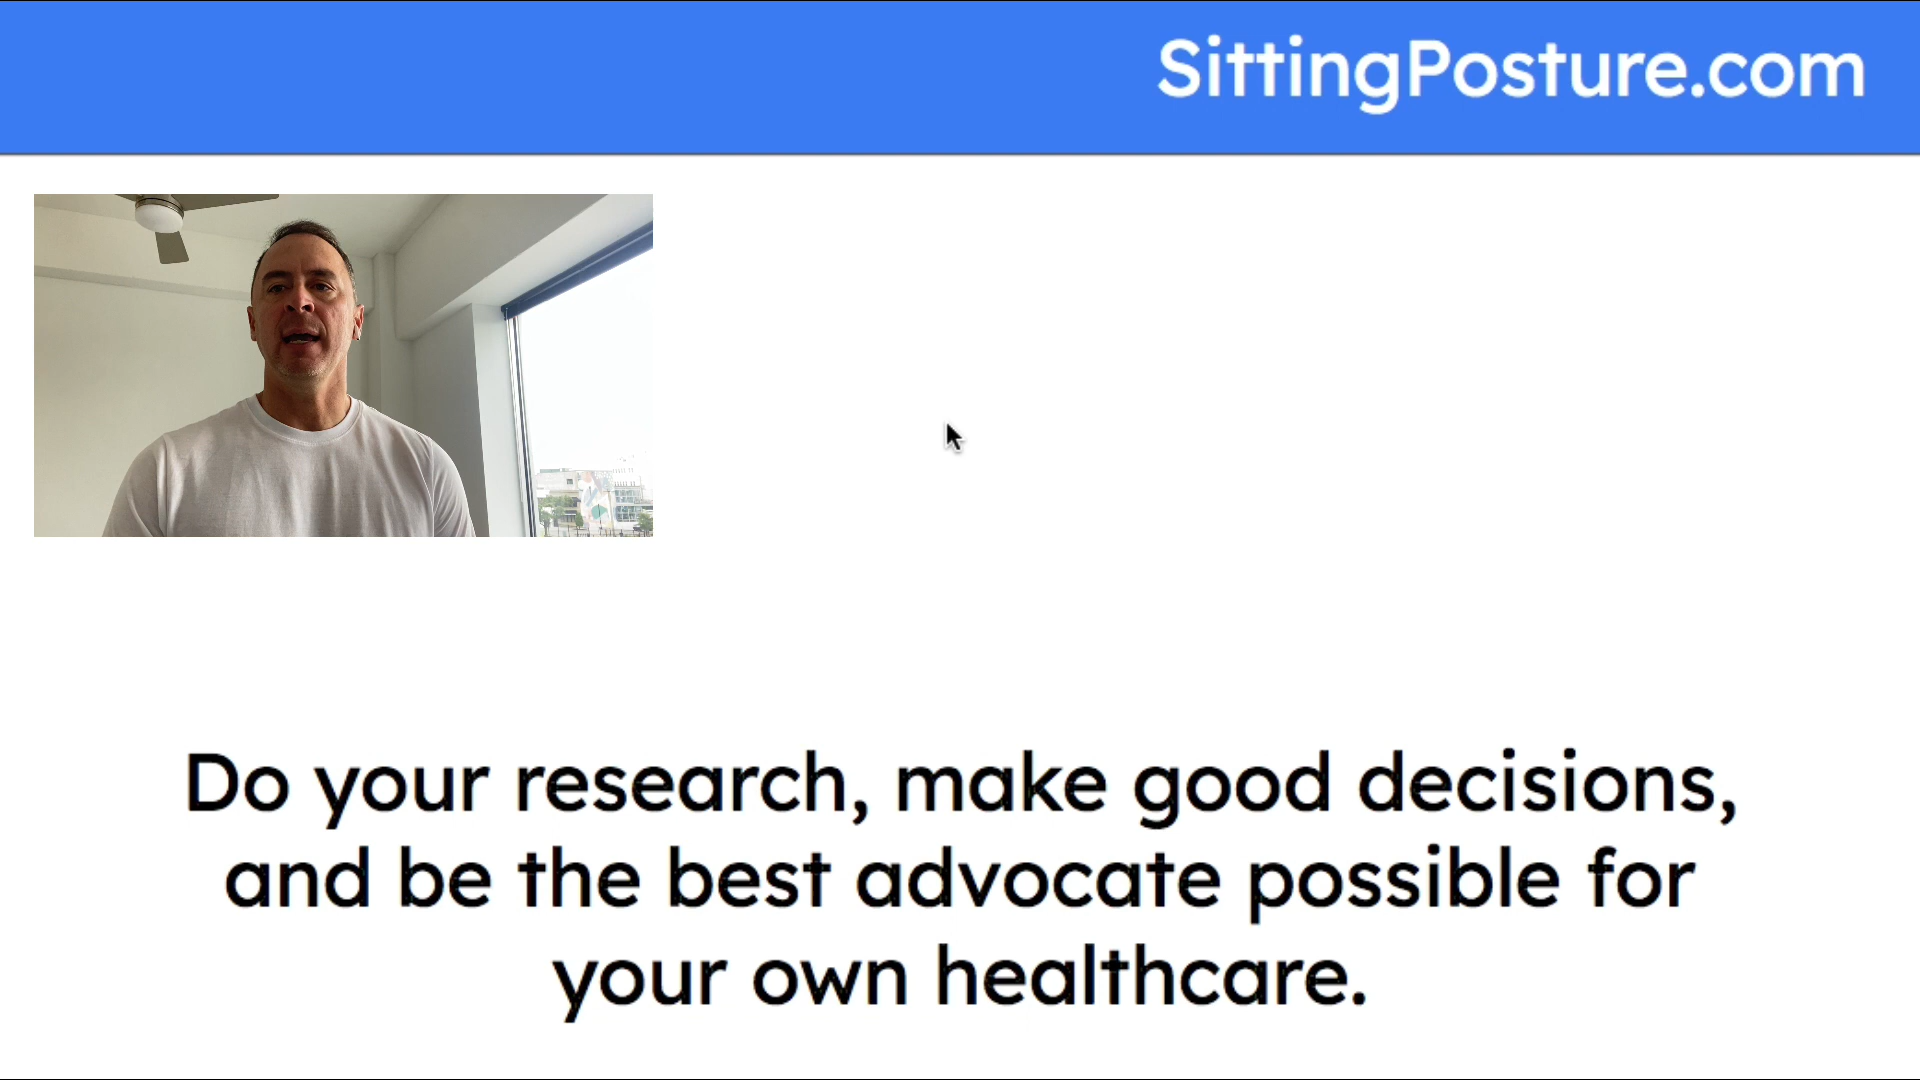 SittingPosture.com
Do your research, make good decisions,
and be the best advocate possible for
your own healthcare.